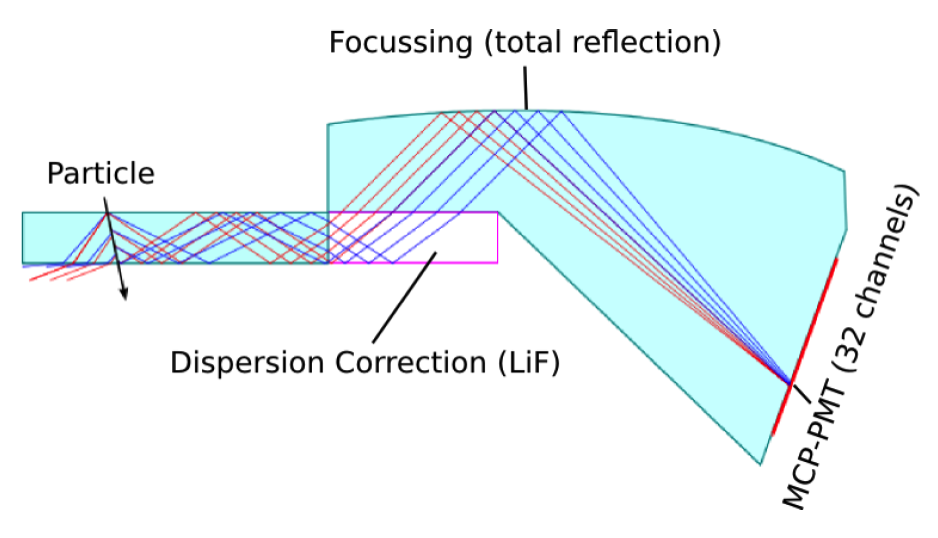 Focussing (total reflection)
Particle
Dispersion Correction (LiF)
MCP-PMT (32 channels)